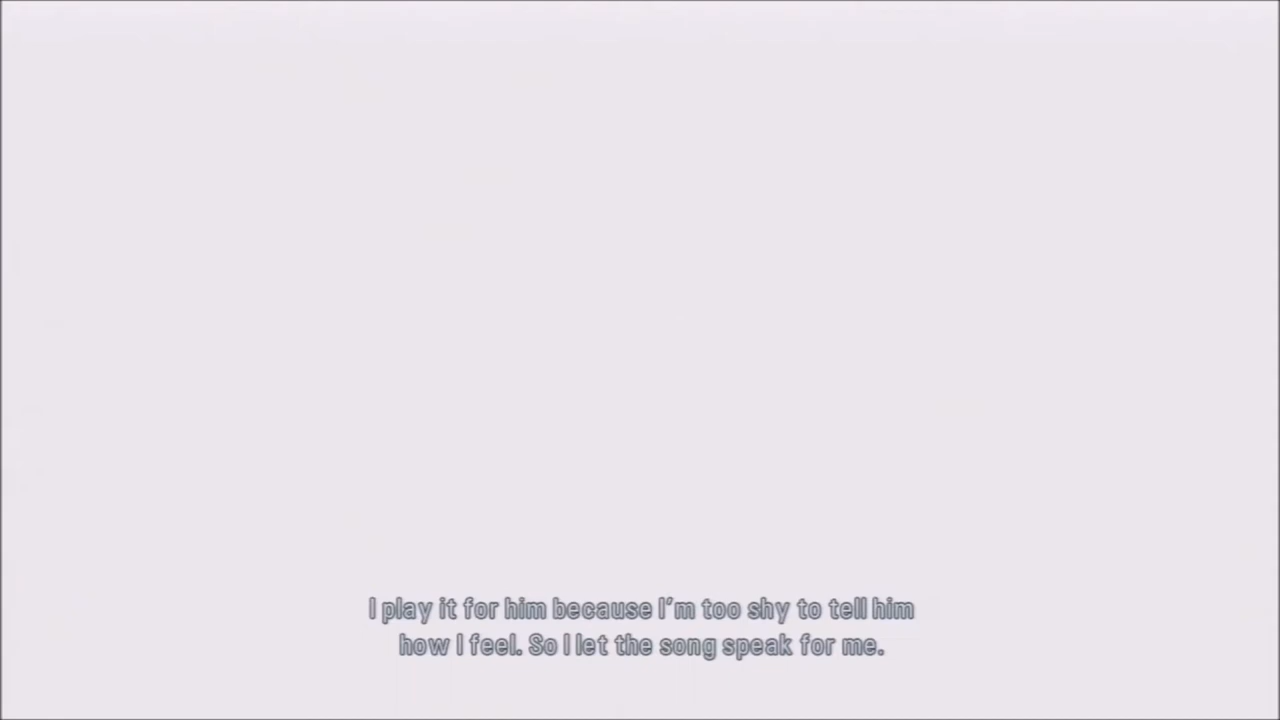 I play it for him because I'm too shy to tell him
how I feel. So I let the song speak for me.